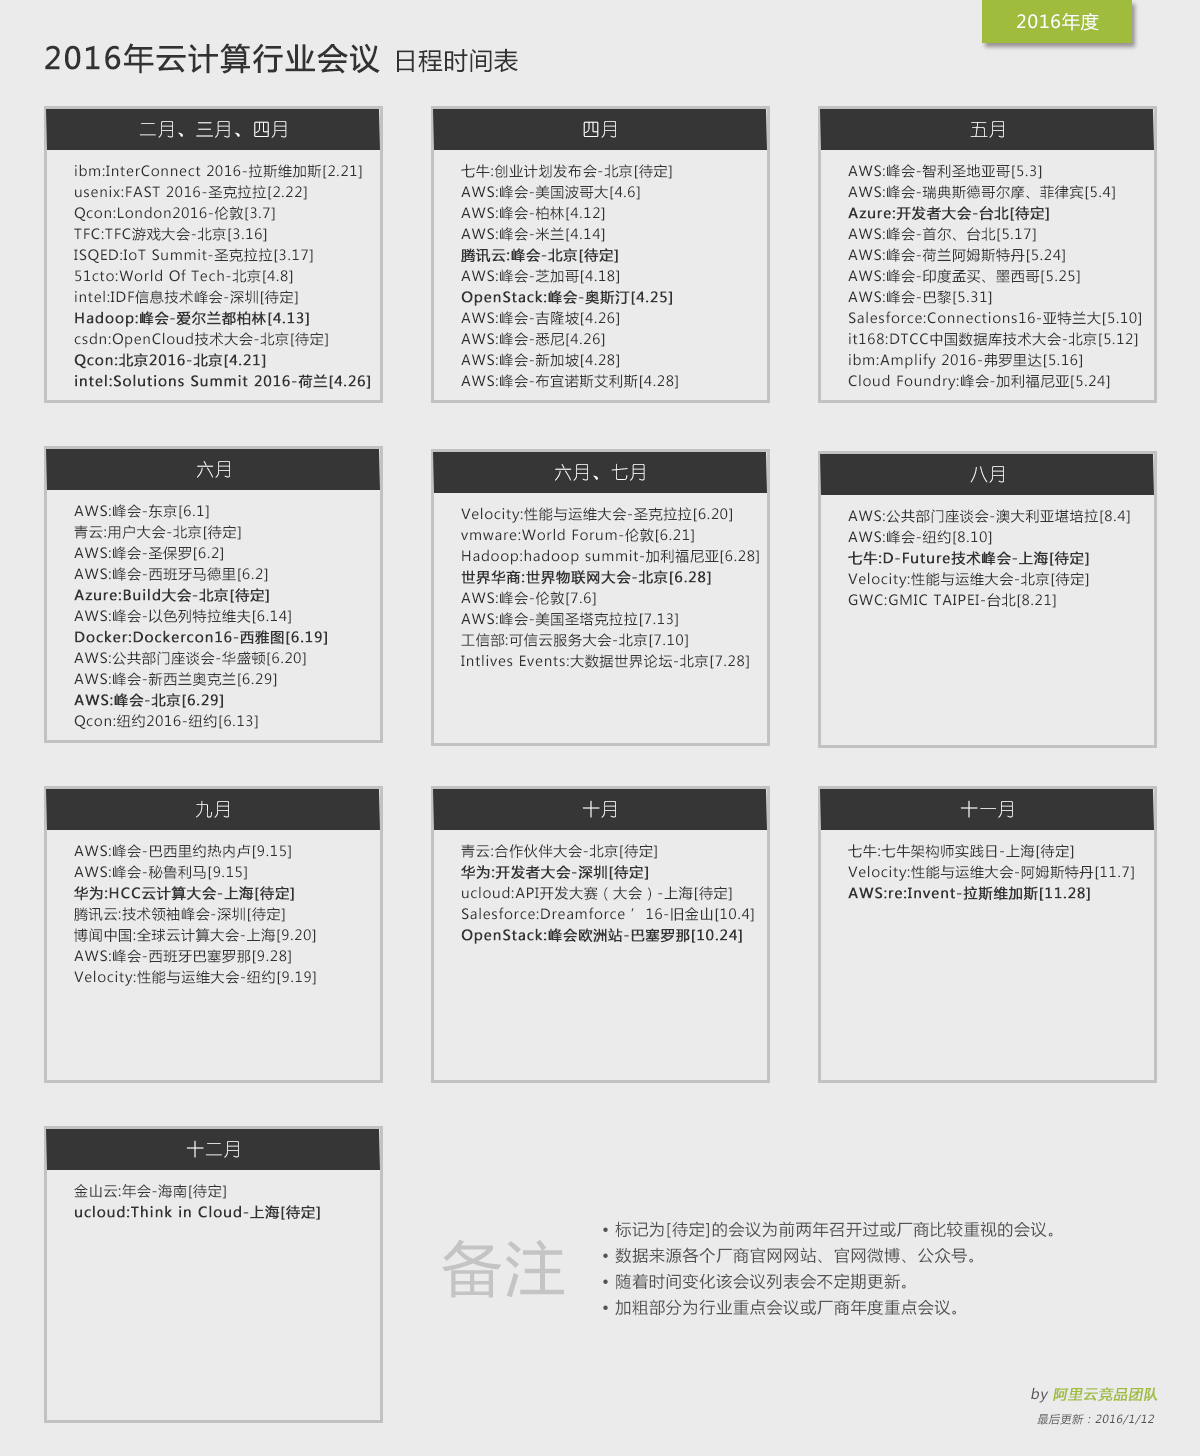 2016年度
2016年云计算行业会议 日程时间表
二月、三月、四月
ibm:InterConnect 2016-拉斯维加斯[2.21]
usenix:FAST 2016-圣克拉拉[2.22]
Qcon:London2016-伦敦[3.7]
TFC:TFC游戏大会-北京[3.16]
ISQED:IoT Summit-圣克拉拉[3.17]
51cto:World Of Tech-北京[4.8]
intel:IDF信息技术峰会-深圳[待定]
Hadoop:峰会-爱尔兰都柏林[4.13]
csdn:OpenCloud技术大会-北京[待定]
Qcon:北京2016-北京[4.21]
intel:Solutions Summit 2016-荷兰[4.26]
四月
七牛:创业计划发布会-北京[待定]
AWS:峰会-美国波哥大[4.6]
AWS:峰会-柏林[4.12]
AWS:峰会-米兰[4.14]
腾讯云:峰会-北京[待定]
AWS:峰会-芝加哥[4.18]
OpenStack:峰会-奥斯汀[4.25]
AWS:峰会-吉隆坡[4.26]
AWS:峰会-悉尼[4.26]
AWS:峰会-新加坡[4.28]
AWS:峰会-布宜诺斯艾利斯[4.28]
五月
AWS:峰会-智利圣地亚哥[5.3]
AWS:峰会-瑞典斯德哥尔摩、菲律宾[5.4]
Azure:开发者大会-台北[待定]
AWS:峰会-首尔、台北[5.17]
AWS:峰会-荷兰阿姆斯特丹[5.24]
AWS:峰会-印度孟买、墨西哥[5.25]
AWS:峰会-巴黎[5.31]
Salesforce:Connections16-亚特兰大[5.10]
it168:DTCC中国数据库技术大会-北京[5.12]
ibm:Amplify 2016-弗罗里达[5.16]
Cloud Foundry:峰会-加利福尼亚[5.24]
六月
AWS:峰会-东京[6.1]
青云:用户大会-北京[待定]
AWS:峰会-圣保罗[6.2]
AWS:峰会-西班牙马德里[6.2]
Azure:Build大会-北京[待定]
AWS:峰会-以色列特拉维夫[6.14]
Docker:Dockercon16-西雅图[6.19]
AWS:公共部门座谈会-华盛顿[6.20]
AWS:峰会-新西兰奥克兰[6.29]
AWS:峰会-北京[6.29]
Qcon:纽约2016-纽约[6.13]
六月、七月
Velocity:性能与运维大会-圣克拉拉[6.20]
vmware:World Forum-伦敦[6.21]
Hadoop:hadoop summit-加利福尼亚[6.28]
世界华商:世界物联网大会-北京[6.28]
AWS:峰会-伦敦[7.6]
AWS:峰会-美国圣塔克拉拉[7.13]
工信部:可信云服务大会-北京[7.10]
Intlives Events:大数据世界论坛-北京[7.28]
八月
AWS:公共部门座谈会-澳大利亚堪培拉[8.4]
AWS:峰会-纽约[8.10]
七牛:D-Future技术峰会-上海[待定]
Velocity:性能与运维大会-北京[待定]
GWC:GMIC TAIPEI-台北[8.21]
九月
AWS:峰会-巴西里约热内卢[9.15]
AWS:峰会-秘鲁利马[9.15]
华为:HCC云计算大会-上海[待定]
腾讯云:技术领袖峰会-深圳[待定]
博闻中国:全球云计算大会-上海[9.20]
AWS:峰会-西班牙巴塞罗那[9.28]
Velocity:性能与运维大会-纽约[9.19]
十月
青云:合作伙伴大会-北京[待定]
华为:开发者大会-深圳[待定]
ucloud:API开发大赛（大会）-上海[待定]
Salesforce:Dreamforce ’ 16-旧金山[10.4]
OpenStack:峰会欧洲站-巴塞罗那[10.24]
十一月
七牛:七牛架构师实践日-上海[待定]
Velocity:性能与运维大会-阿姆斯特丹[11.7]
AWS:re:Invent-拉斯维加斯[11.28]
十二月
金山云:年会-海南[待定]
ucloud:Think in Cloud-上海[待定]
备注
• 标记为[待定]的会议为前两年召开过或厂商比较重视的会议。
• 数据来源各个厂商官网网站、官网微博、公众号。
• 随着时间变化该会议列表会不定期更新。
• 加粗部分为行业重点会议或厂商年度重点会议。
by 阿里云竞品团队
最后更新：2016/1/12